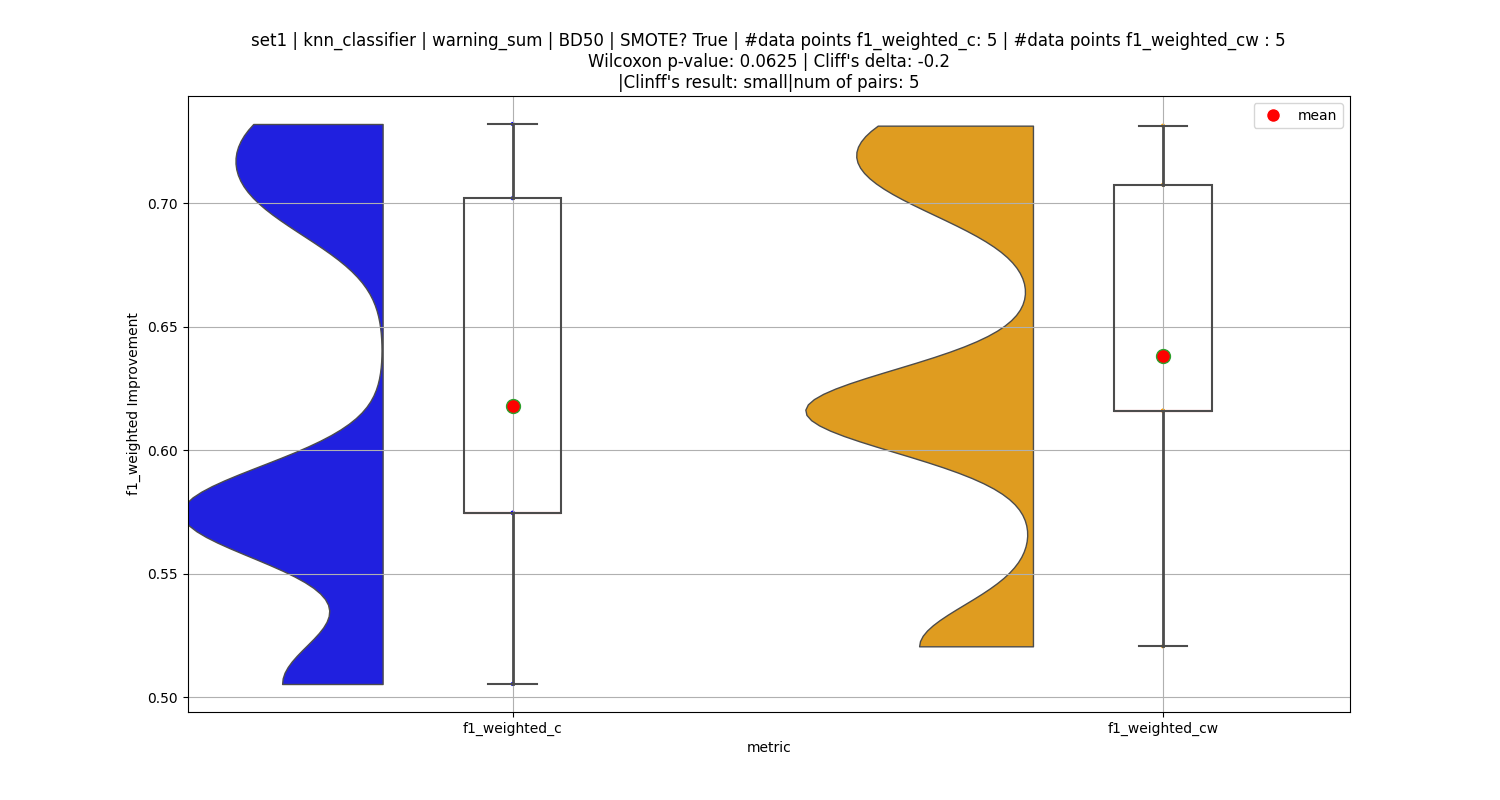 set1 | knn_classifier | warning_sum | BD50 | SMOTE? True | #data points f1_weighted_c: 5 | #data points f1_weighted_cw : 5
Wilcoxon p-value: 0.0625 | Cliff's delta: -0.2
|Clinff's result: small|num of pairs: 5
mean
f1_weighted Improvement
0.70
0.65
0.60
0.55
0.50
f1_weighted_c
f1_weighted_cw
metric